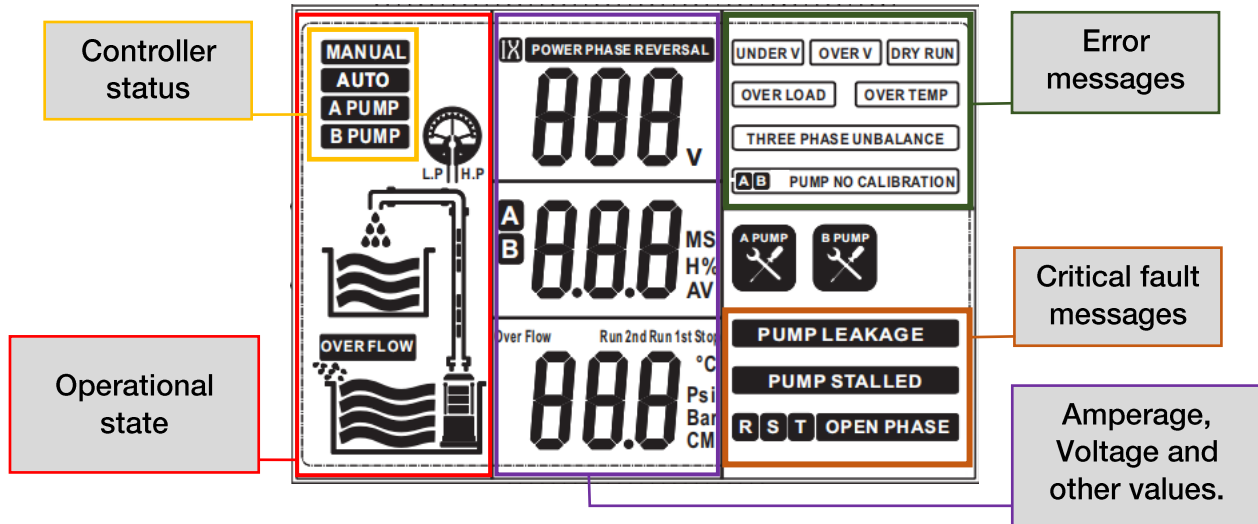 Controller
status
MANUAL
AUTO
A PUMP
B PUMP
L.P H.P
OVER FLOW
Operational
state
POWER PHASE REVERSAL
888
V
A
B
8.8.8
MS
H%
AV
Over Flow Run 2nd Run 1st Stop
88.8
°C
Psi
Bar
CM
UNDER V OVER V DRY RUN
OVER LOAD OVER TEMP
THREE PHASE UNBALANCE
A B PUMP NO CALIBRATION
A PUMP B PUMP
PUMP LEAKAGE
PUMP STALLED
R S T OPEN PHASE
Error
messages
Critical fault
messages
Amperage,
Voltage and
other values.